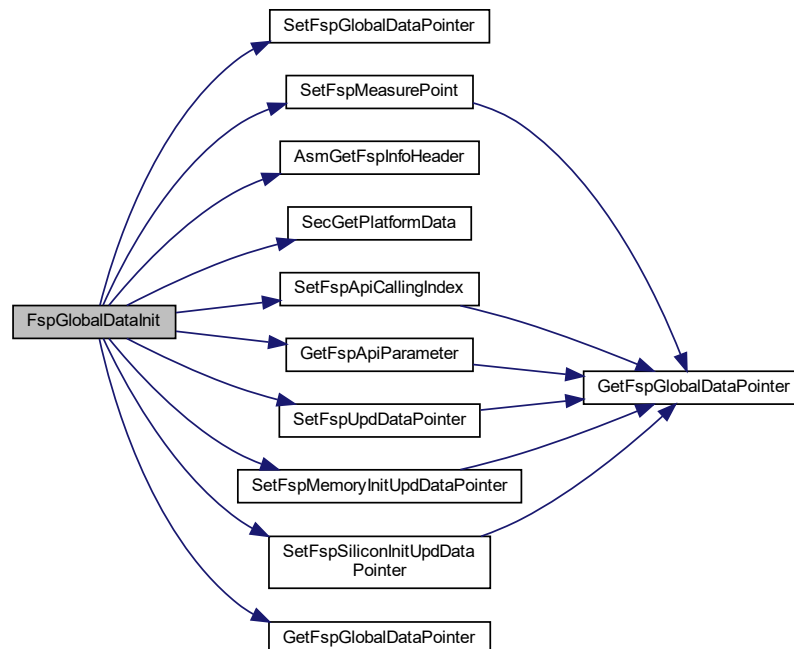 SetFspGlobalDataPointer
SetFspMeasurePoint
AsmGetFspInfoHeader
SecGetPlatformData
SetFspApiCallingIndex
FspGlobalDataInit
GetFspApiParameter
GetFspGlobalDataPointer
SetFspUpdDataPointer
SetFspMemoryInitUpdDataPointer
SetFspSiliconInitUpdData
Pointer
GetFspGlobalDataPointer